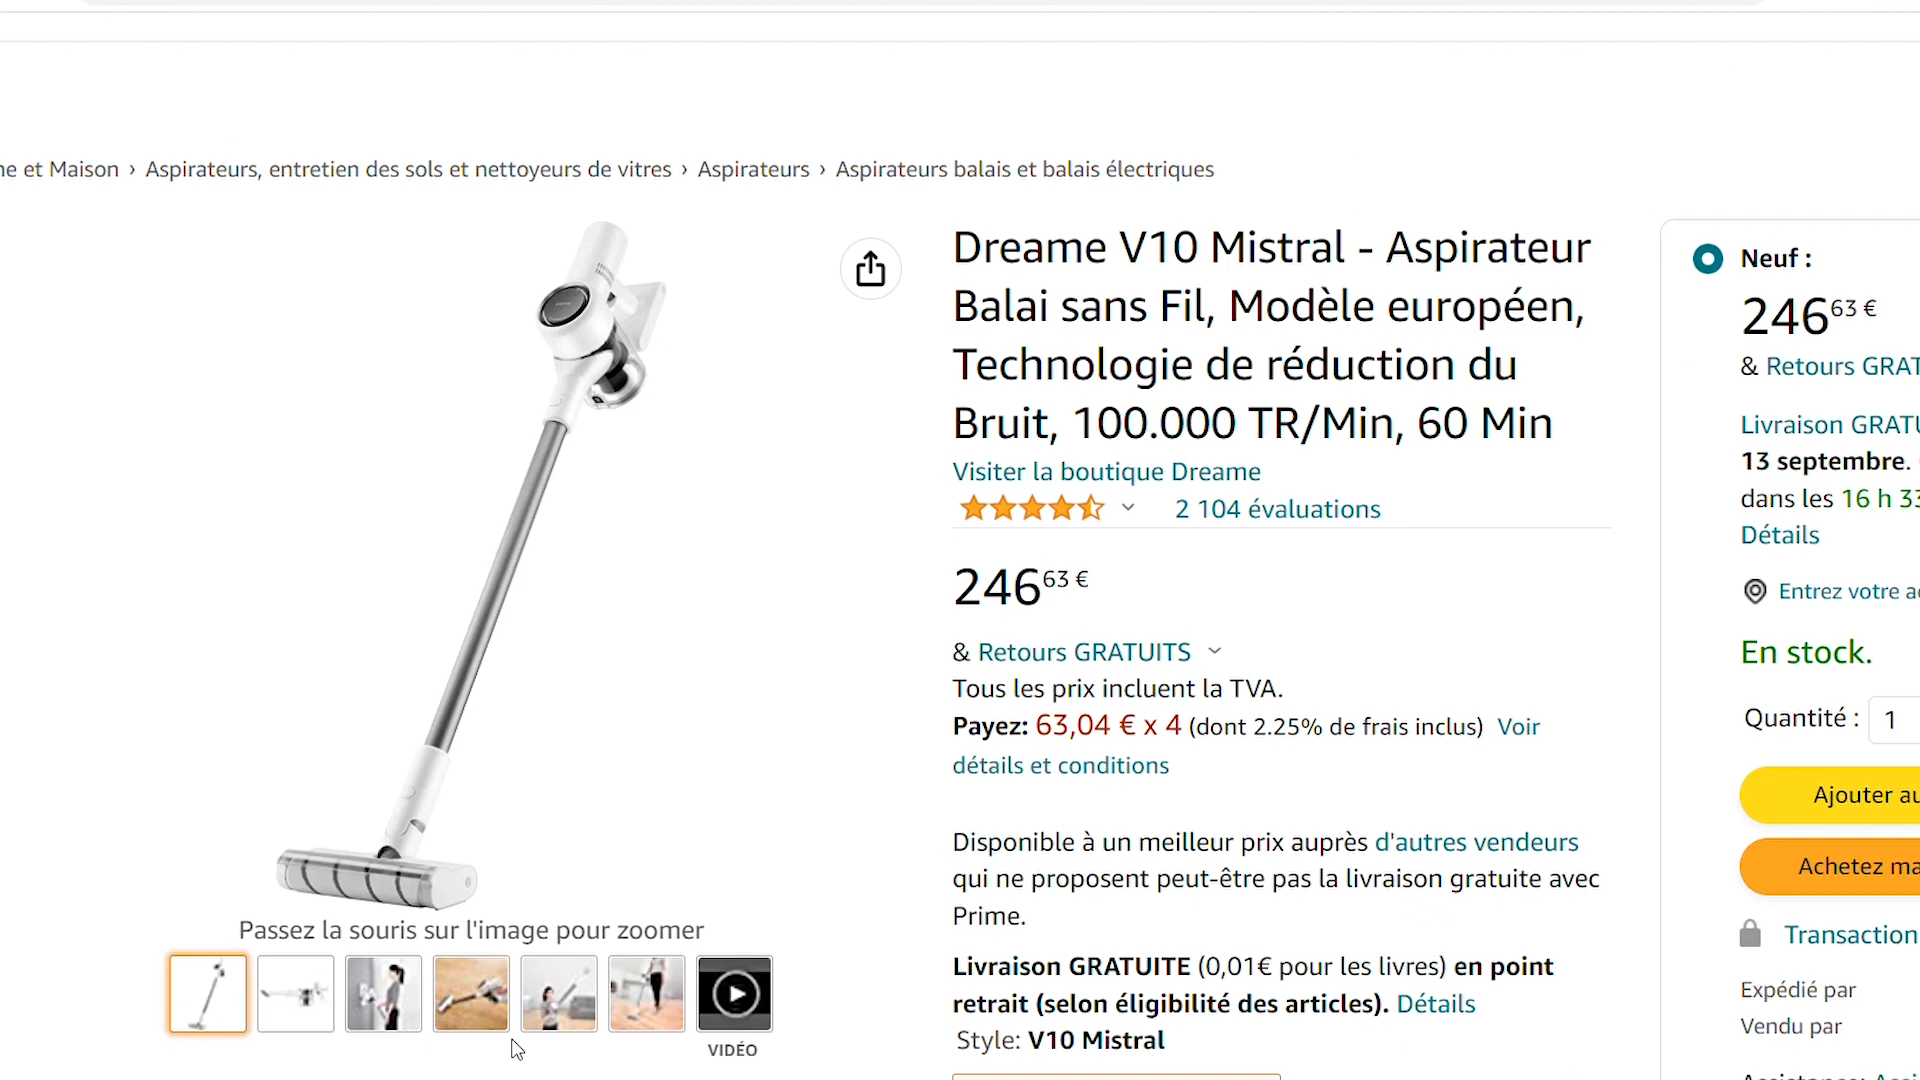 et Maison › Aspirateurs, entretien des sols et nettoyeurs de vitres › Aspirateurs › Aspirateurs balais et balais électriques
Dreame V10 Mistral - Aspirateur
Balai sans Fil, Modèle européen,
Technologie de réduction du
Bruit, 100.000 TR/Min, 60 Min
Visiter la boutique Dreame
2 104 évaluations
246 63 €
& Retours GRATUITS
Tous les prix incluent la TVA.
Payez: 63,04 € x 4 (dont 2.25% de frais inclus) Voir
détails et conditions
Disponible à un meilleur prix auprès d'autres vendeurs
qui ne proposent peut-être pas la livraison gratuite avec
Prime.
Livraison GRATUITE (0,01€ pour les livres) en point
retrait (selon éligibilité des articles). Détails
Style: V10 Mistral
Passez la souris sur l'image pour zoomer
VIDÉO
Neuf :
246 63 €
& Retours GRAT
Livraison GRATU
13 septembre.
dans les 16 h 33
Détails
Entrez votre a
En stock.
Quantité : 1
Ajouter au
Achetez ma
Transaction
Expédié par
Vendu par